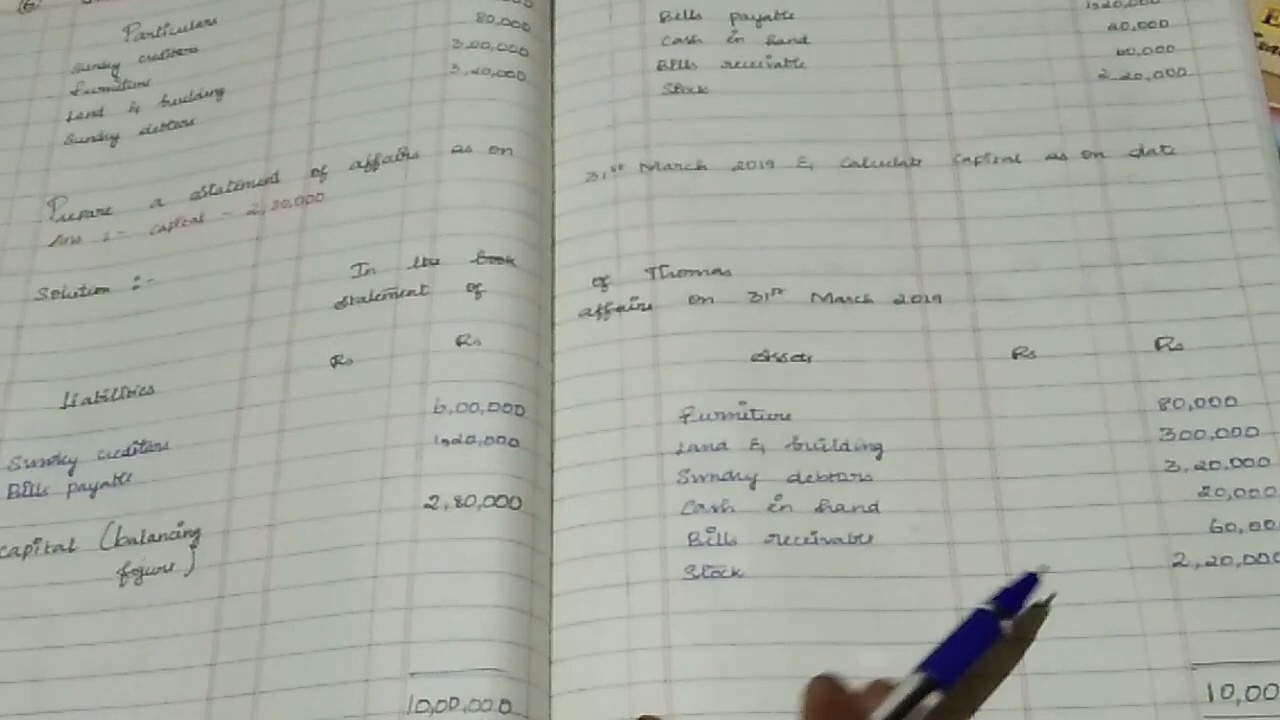 Particulars
Sundry creditors
Furniture 80,000
Land & building 3,00,000
Sundry debtors 3,20,000
Bills payable 1,20,000
Cash in hand 20,000
Bills receivable 60,000
Stock 2,20,000
Prepare a statement of affairs as on 31st March 2019 & calculate capital as on date
Ans :- capital - 2,80,000
Solution :-
In the book of Thomas
statement of affairs on 31st March 2019
Liabilities Rs Rs Assets Rs Rs
Sundry creditors 6,00,000 Furniture 80,000
Bills payable 1,20,000 Land & building 300,000
Sundry debtors 3,20,000
capital (balancing figure) 2,80,000 Cash in hand 20,000
Bills receivable 60,00
Stock 2,20,000
10,00,000 10,00